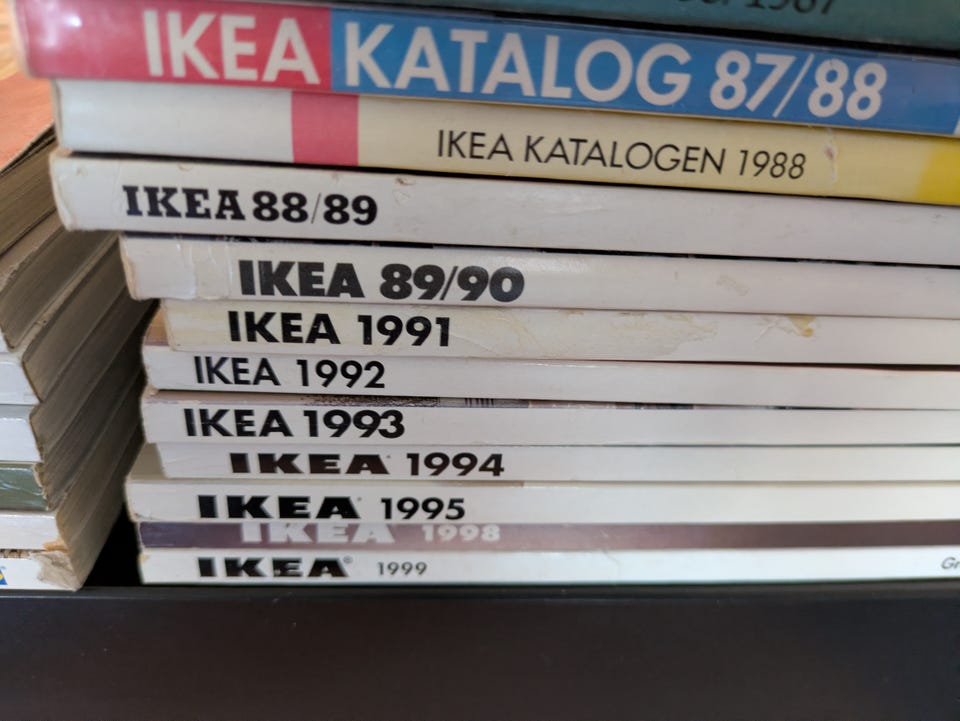 1987
IKEA KATALOG 87/88
IKEA KATALOGEN 1988
IKEA 88/89
IKEA 89/90
IKEA 1991
IKEA 1992
IKEA 1993
IKEA® 1994
IKEA® 1995
IKEA® 1998
IKEA® 1999